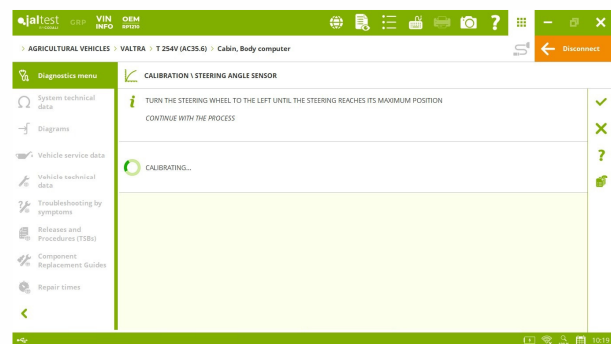 jaltest GRP VIN INFO OEM 0P1210
> AGRICULTURAL VEHICLES > VALTRA > T 254V (AC35.6) > Cabin, Body computer
Disconnect
Diagnostics menu
CALIBRATION \ STEERING ANGLE SENSOR
System technical
data
Diagrams
Vehicle service data
Vehicle technical
data
Troubleshooting by
symptoms
Releases and
Procedures (TSBs)
Component
Replacement Guides
Repair times
TURN THE STEERING WHEEL TO THE LEFT UNTIL THE STEERING REACHES ITS MAXIMUM POSITION
CONTINUE WITH THE PROCESS
CALIBRATING...
10:19